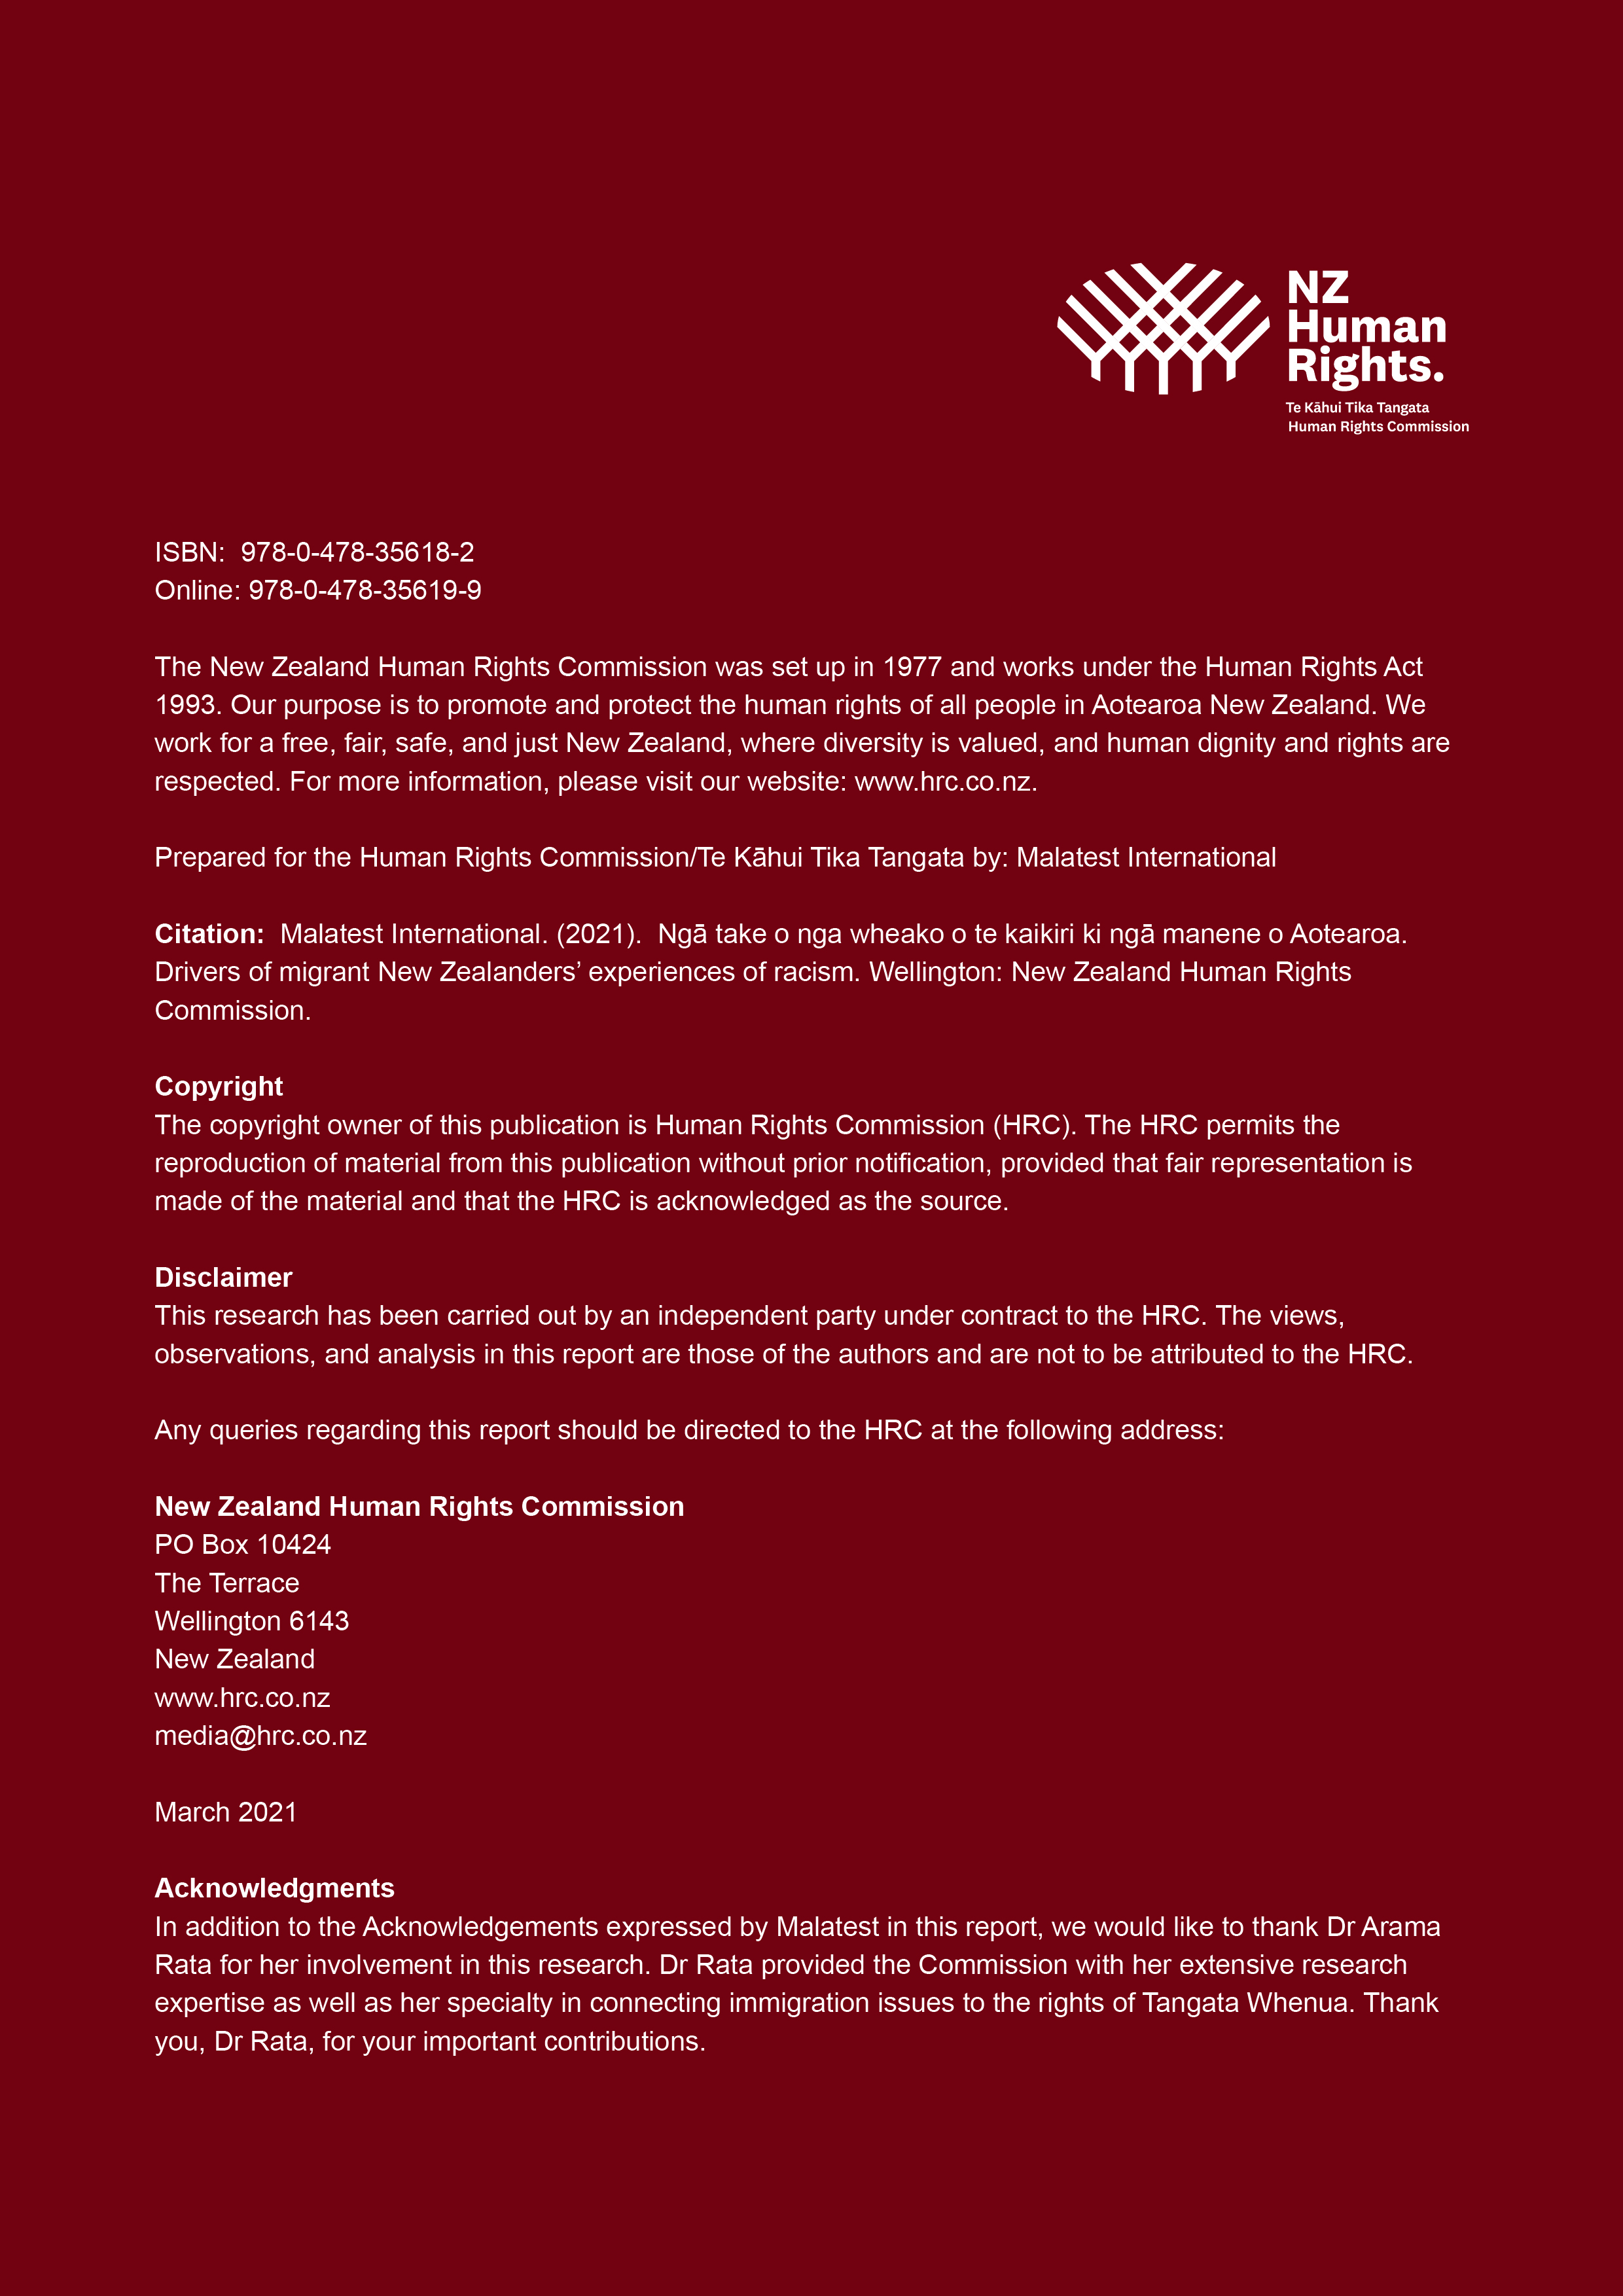 NZ
Human
Rights.
Te Kāhui Tika Tangata
Human Rights Commission
ISBN:  978-0-478-35618-2
Online: 978-0-478-35619-9
The New Zealand Human Rights Commission was set up in 1977 and works under the Human Rights Act
1993. Our purpose is to promote and protect the human rights of all people in Aotearoa New Zealand. We
work for a free, fair, safe, and just New Zealand, where diversity is valued, and human dignity and rights are
respected. For more information, please visit our website: www.hrc.co.nz.
Prepared for the Human Rights Commission/Te Kāhui Tika Tangata by: Malatest International
Citation:  Malatest International. (2021).  Ngā take o nga wheako o te kaikiri ki ngā manene o Aotearoa.
Drivers of migrant New Zealanders’ experiences of racism. Wellington: New Zealand Human Rights
Commission.
Copyright
The copyright owner of this publication is Human Rights Commission (HRC). The HRC permits the
reproduction of material from this publication without prior notification, provided that fair representation is
made of the material and that the HRC is acknowledged as the source.
Disclaimer
This research has been carried out by an independent party under contract to the HRC. The views,
observations, and analysis in this report are those of the authors and are not to be attributed to the HRC.
Any queries regarding this report should be directed to the HRC at the following address:
New Zealand Human Rights Commission
PO Box 10424
The Terrace
Wellington 6143
New Zealand
www.hrc.co.nz
media@hrc.co.nz
March 2021
Acknowledgments
In addition to the Acknowledgements expressed by Malatest in this report, we would like to thank Dr Arama
Rata for her involvement in this research. Dr Rata provided the Commission with her extensive research
expertise as well as her specialty in connecting immigration issues to the rights of Tangata Whenua. Thank
you, Dr Rata, for your important contributions.